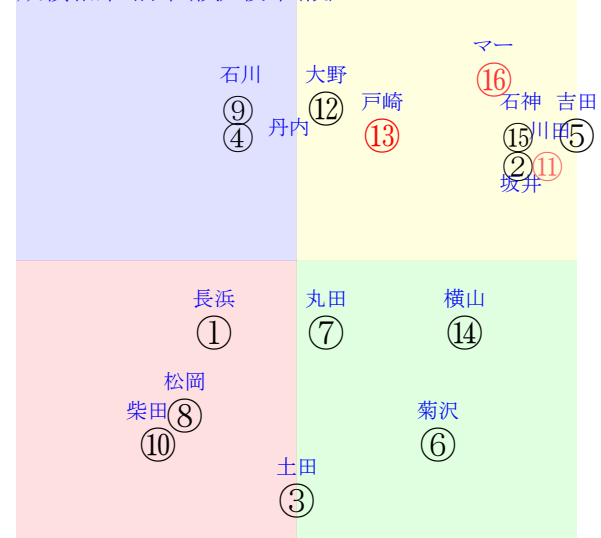 マー
石川 大野
⑯
戸崎 石神 吉田
⑨ ⑫
丹内 川田
④ ⑬ ⑮ ⑤
② ⑪
坂井
長浜 丸田 横山
① ⑦ ⑭
松岡
柴田 ⑧ 菊沢
⑩ ⑥
土田
③